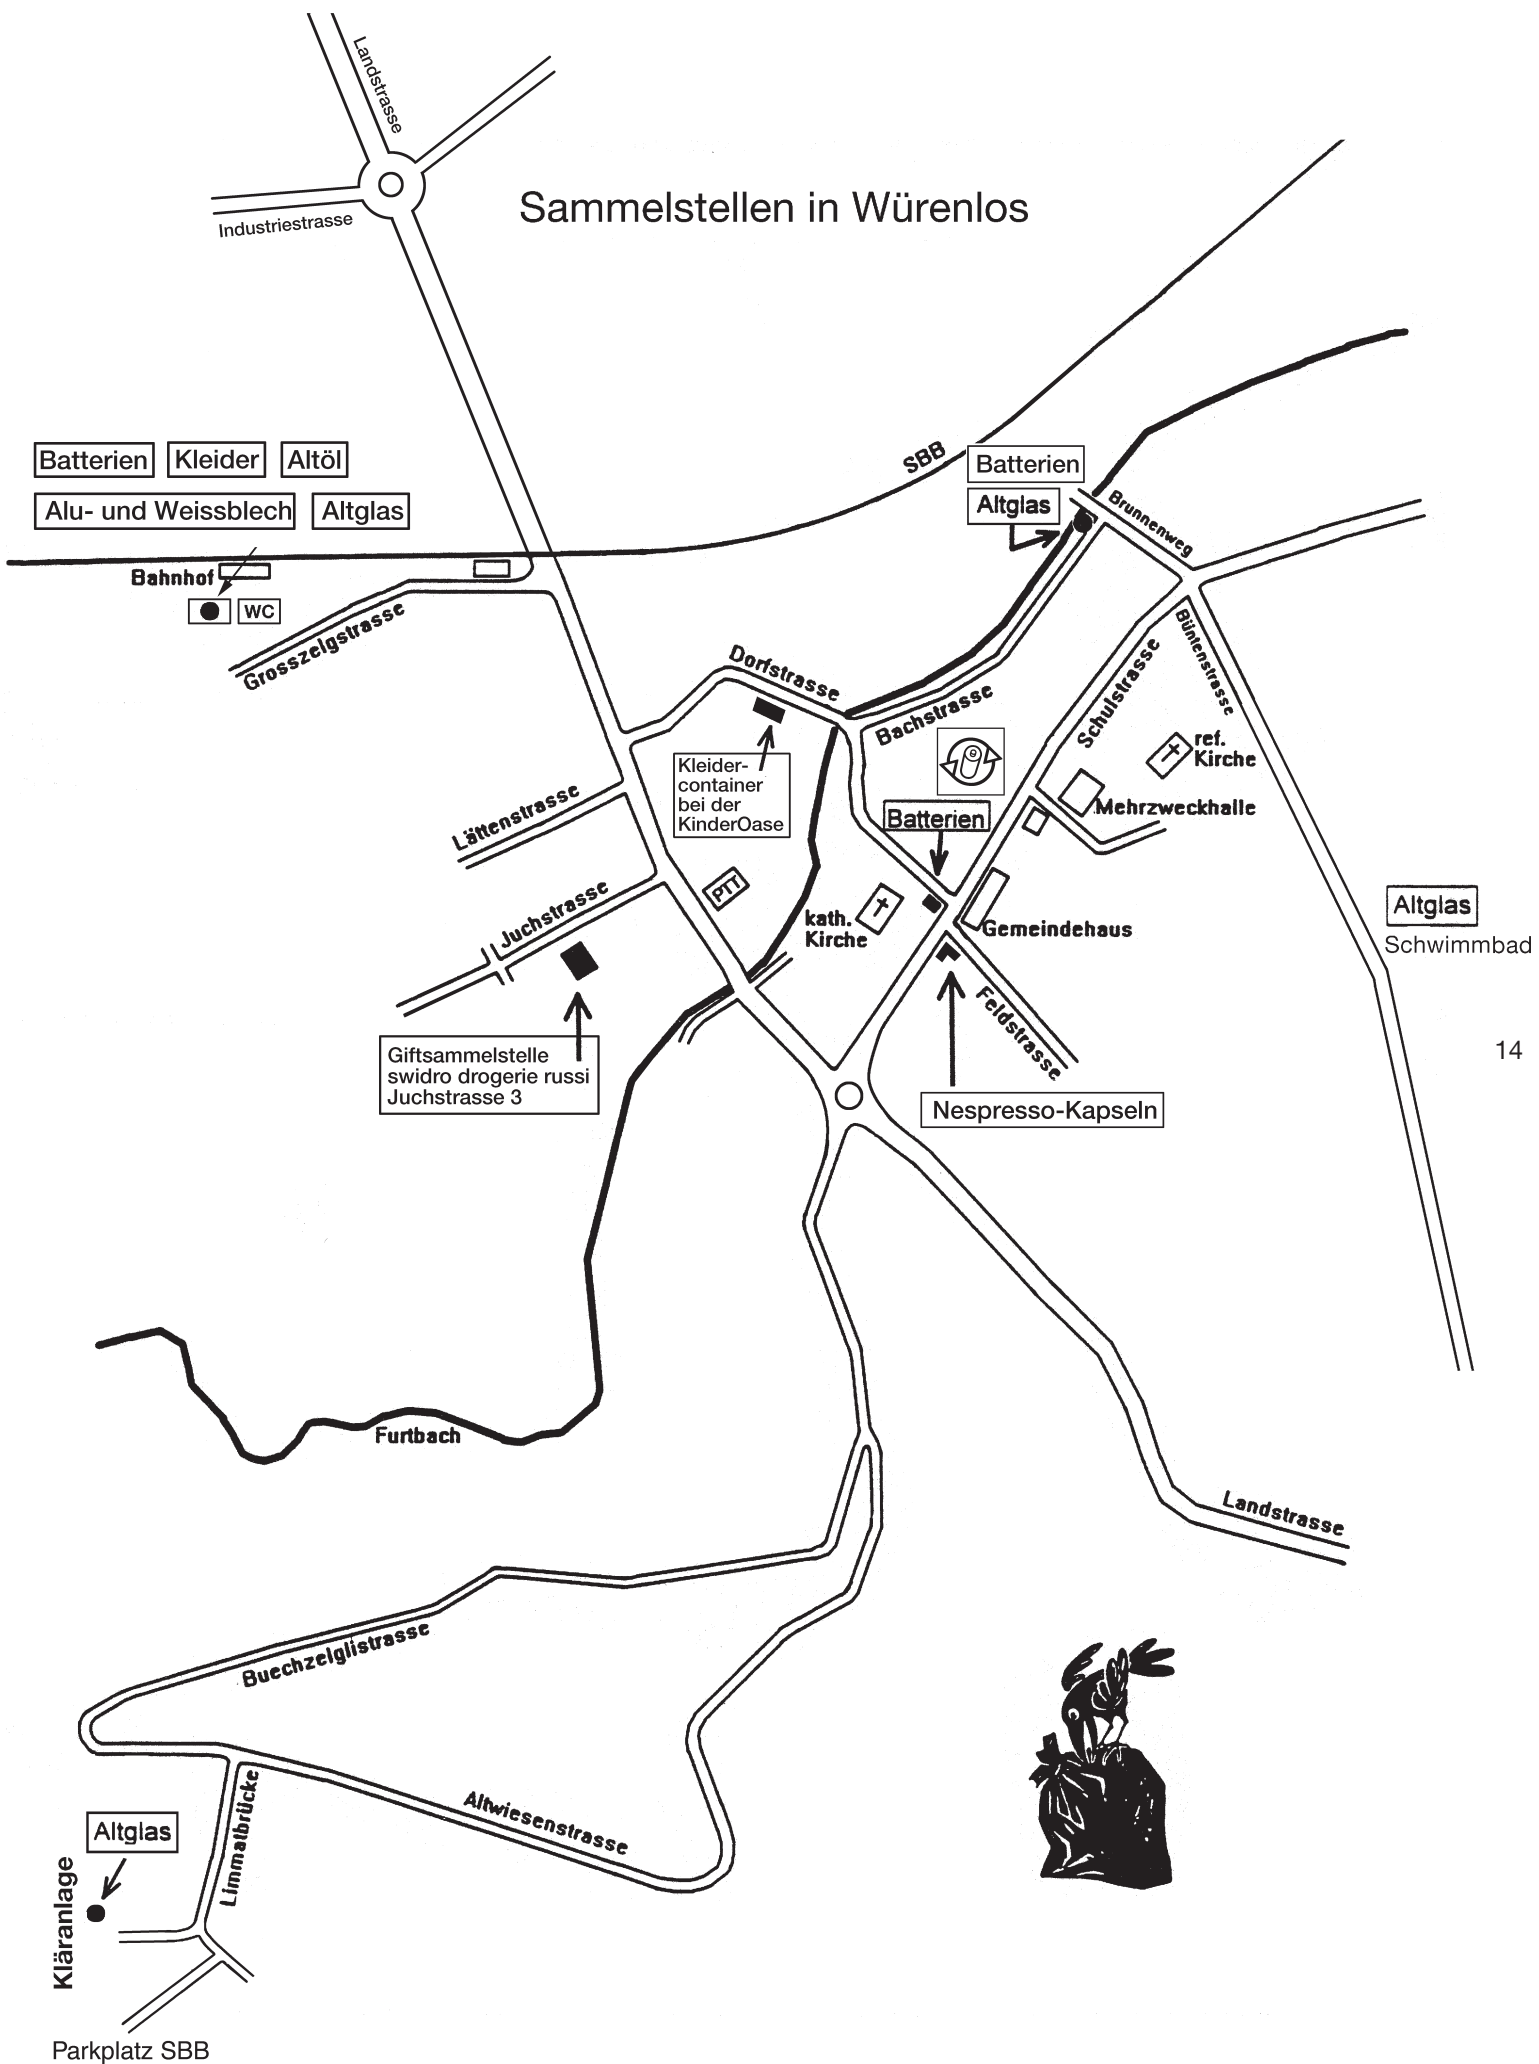 Landstrasse
Industriestrasse
Sammelstellen in Würenlos
Batterien
Kleider
Altöl
Alu- und Weissblech
Altglas
SBB
Batterien
Altglas
Brunnenweg
Bahnhof
WC
Grosszelgstrasse
Dorfstrasse
Bachstrasse
Schulstrasse
Büntenstrasse
ref.
Kirche
Mehrzweckhalle
Kleider-
container
bei der
KinderOase
Lättenstrasse
Batterien
PTT
Juchstrasse
kath.
Kirche
Gemeindehaus
Altglas
Schwimmbad
Feldstrasse
14
Giftsammelstelle
swidro drogerie russi
Juchstrasse 3
Nespresso-Kapseln
Furtbach
Landstrasse
Buechzelglistrasse
Altwiesenstrasse
Limmatbrücke
Altglas
Kläranlage
Parkplatz SBB